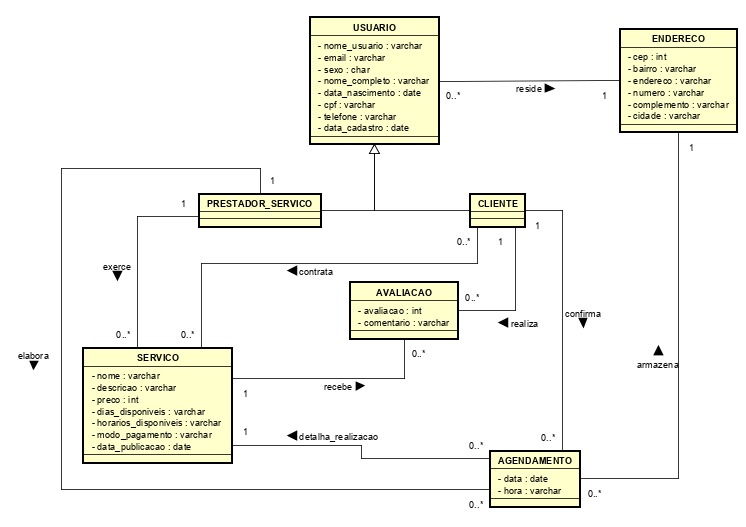 USUARIO
- nome_usuario : varchar
- email : varchar
- sexo : char
- nome_completo : varchar
- data_nascimento : date
- cpf : varchar
- telefone : varchar
- data_cadastro : date
ENDERECO
- cep : int
- bairro : varchar
- endereco : varchar
- numero : varchar
- complemento : varchar
- cidade : varchar
0..*
reside
1
1
1
1
PRESTADOR_SERVICO
CLIENTE
0..*
1
1
exerce
contrata
AVALIACAO
- avaliacao : int
- comentario : varchar
0..*
realiza
confirma
0..*
0..*
0..*
elabora
armazena
SERVICO
- nome : varchar
- descricao : varchar
- preco : int
- dias_disponiveis : varchar
- horarios_disponiveis : varchar
- modo_pagamento : varchar
- data_publicacao : date
1
recebe
1
detalha_realizacao
0..*
0..*
AGENDAMENTO
- data : date
- hora : varchar
0..*
0..*